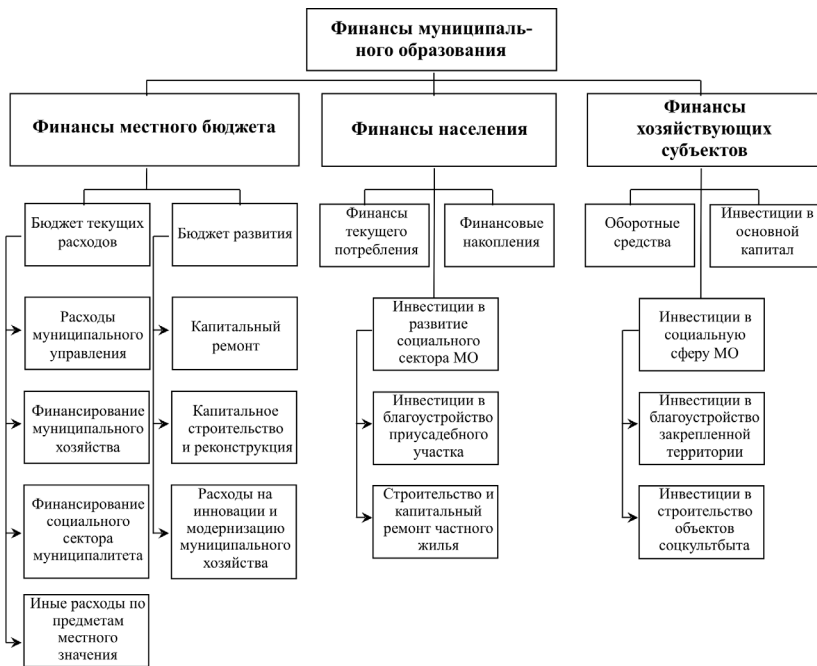 Финансы муниципаль-
ного образования
Финансы местного бюджета
Финансы населения
Финансы
хозяйствующих
субъектов
Бюджет текущих
расходов
Бюджет развития
Финансы
текущего
потребления
Финансовые
накопления
Оборотные
средства
Инвестиции в
основной
капитал
Расходы
муниципального
управления
Капитальный
ремонт
Инвестиции в
развитие
социального
сектора МО
Инвестиции в
социальную
сферу МО
Финансирование
муниципального
хозяйства
Капитальное
строительство
и реконструкция
Инвестиции в
благоустройство
приусадебного
участка
Инвестиции в
благоустройство
закрепленной
территории
Финансирование
социального
сектора
муниципалитета
Расходы на
инновации и
модернизацию
муниципального
хозяйства
Строительство и
капитальный
ремонт частного
жилья
Инвестиции в
строительство
объектов
соцкультбыта
Иные расходы по
предметам
местного
значения